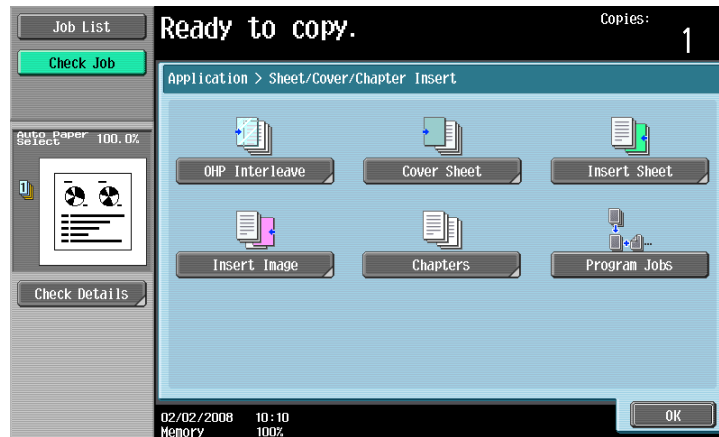 Job List
Check Job
Ready to copy.
Copies:
1
Application > Sheet/Cover/Chapter Insert
Auto Paper Select 100.0%
1
OHP Interleave
Cover Sheet
Insert Sheet
Insert Image
Chapters
Program Jobs
Check Details
OK
02/02/2008 10:10
Memory 100%